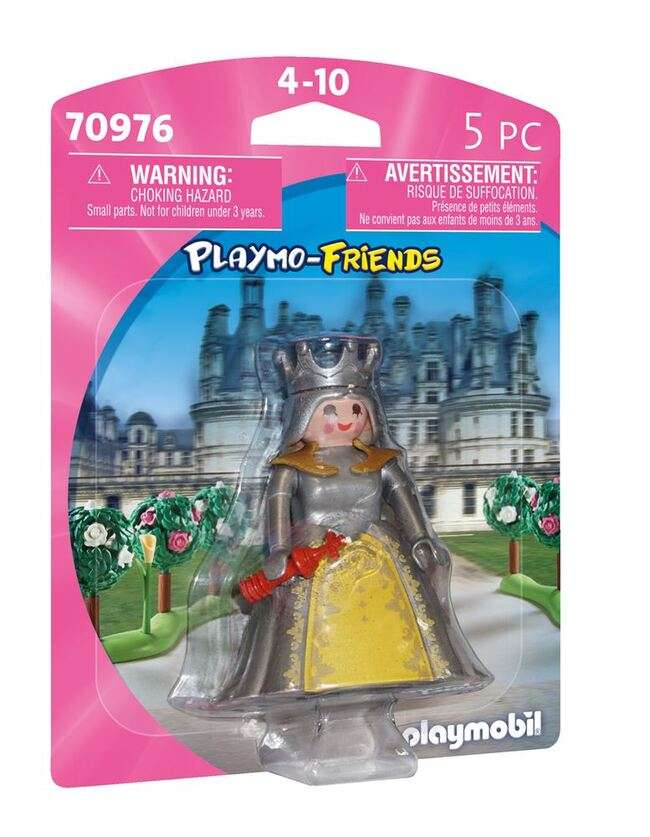 4-10
70976
5 PC
WARNING:
CHOKING HAZARD
Small parts. Not for children under 3 years.
AVERTISSEMENT:
RISQUE DE SUFFOCATION.
Présence de petits éléments.
Ne convient pas aux enfants de moins de 3 ans.
PLAYMO-FRIENDS
playmobil